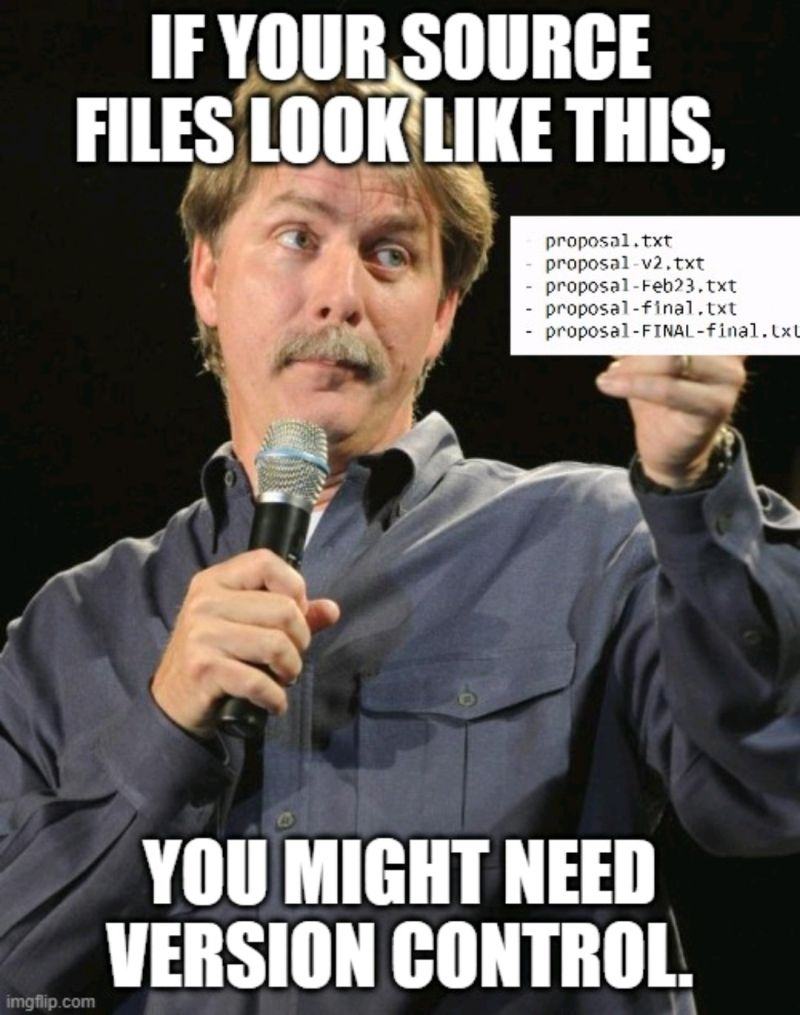 IF YOUR SOURCE
FILES LOOK LIKE THIS,
- proposal.txt
- proposal-v2.txt
- proposal-Feb23.txt
- proposal-final.txt
- proposal-FINAL-final.txt
YOU MIGHT NEED
VERSION CONTROL.
imgflip.com